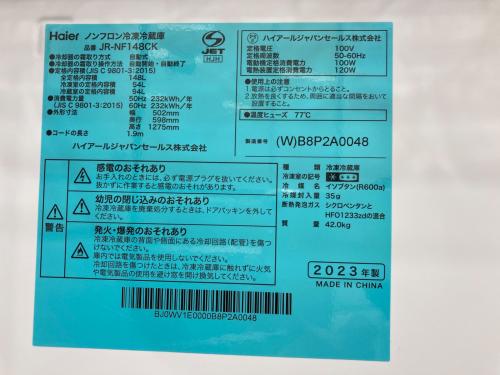 Haier ノンフロン冷凍冷蔵庫
品番 JR-NF148CK
●冷却器の霜取り方式 自動式
●冷却器の霜取り操作方法 自動開始・自動終了
●定格内容積(JIS C 9801-3:2015)
全定格内容積 148L
冷凍室の定格内容積 54L
冷蔵室の定格内容積 94L
●消費電力量 50Hz 232kWh／年
(JIS C 9801-3:2015) 60Hz 232kWh／年
●外形寸法 幅 502mm
奥行 598mm
高さ 1275mm
●コードの長さ 1.9m
ハイアールジャパンセールス株式会社
S
JET
HJH
ハイアールジャパンセールス株式会社
定格電圧 100V
定格周波数 50-60Hz
電動機定格消費電力 100W
電熱装置定格消費電力 120W
●使用上の注意
1.電源は必ずコンセントからとること。
2.放熱を良くするため、周囲に適当な間隔をおいて
設置すること。
●温度ヒューズ 77℃
製造番号 (W)B8P2A0048
警告
感電のおそれあり
お手入れのときには、必ず電源プラグを抜いてください。
抜かずに作業すると感電のおそれがあります。
幼児の閉じ込めのおそれあり
冷凍冷蔵庫を廃棄処分するときは、ドアパッキンを外してく
ださい。
発火・爆発のおそれあり
冷凍冷蔵庫の背面や側面にある冷却回路（配管）を傷つ
けないでください。
庫内では電気製品を使用しないでください。
冷却回路を傷つけたときは、冷凍冷蔵庫に触れずに火気
や電気製品の使用を避け窓を開け換気してください。
種類 冷凍冷蔵庫
冷凍室の記号
冷媒 イソブタン(R600a)
冷媒封入量 35g
断熱発泡ガス シクロペンタンと
HFO1233zdの混合
質量 42.0kg
2023年製
MADE IN CHINA
BJ0WV1E0000B8P2A0048